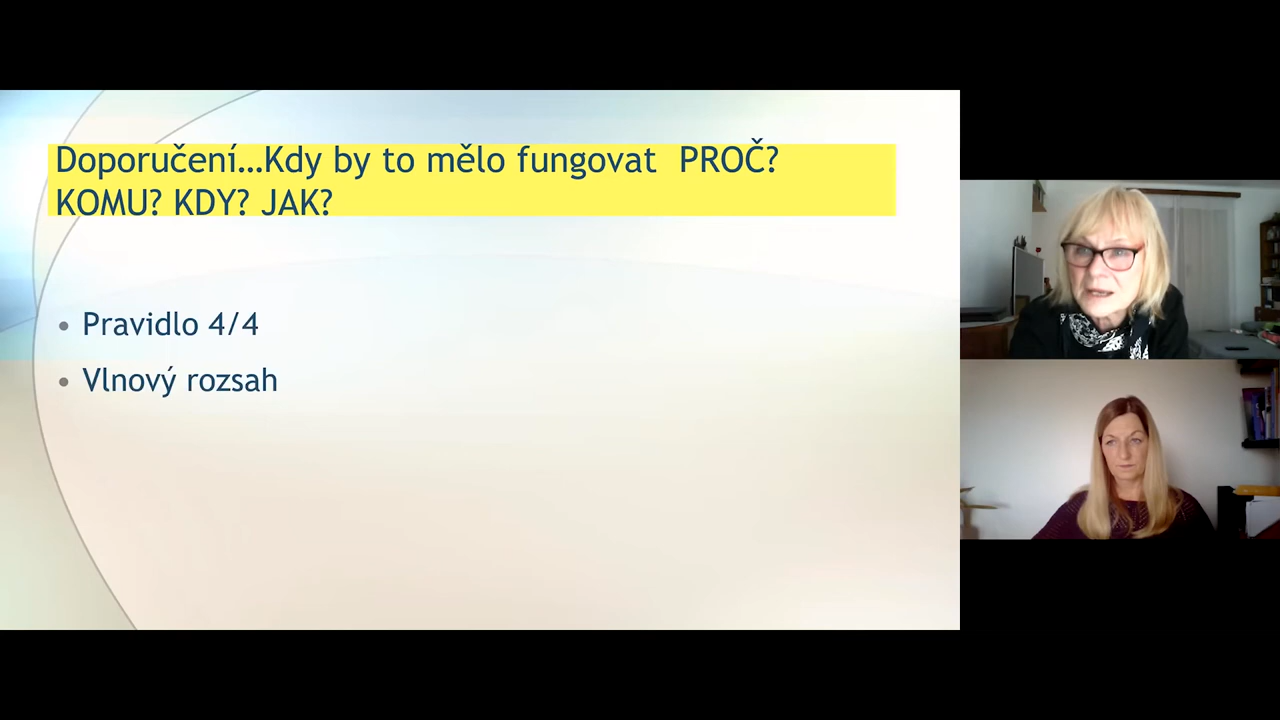 Doporučení…Kdy by to mělo fungovat  PROČ?
KOMU? KDY? JAK?
• Pravidlo 4/4
• Vlnový rozsah